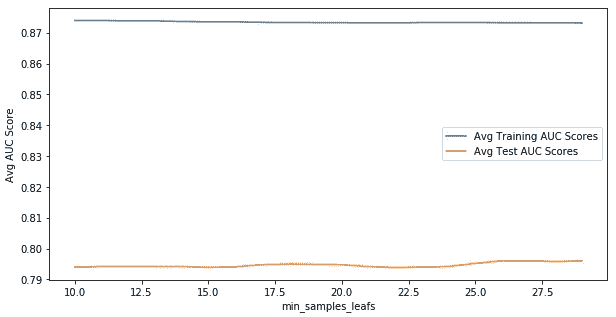 0.87
0.86
0.85
0.84
0.83
0.82
0.81
0.80
0.79
Avg AUC Score
Avg Training AUC Scores
Avg Test AUC Scores
10.0 12.5 15.0 17.5 20.0 22.5 25.0 27.5
min_samples_leafs